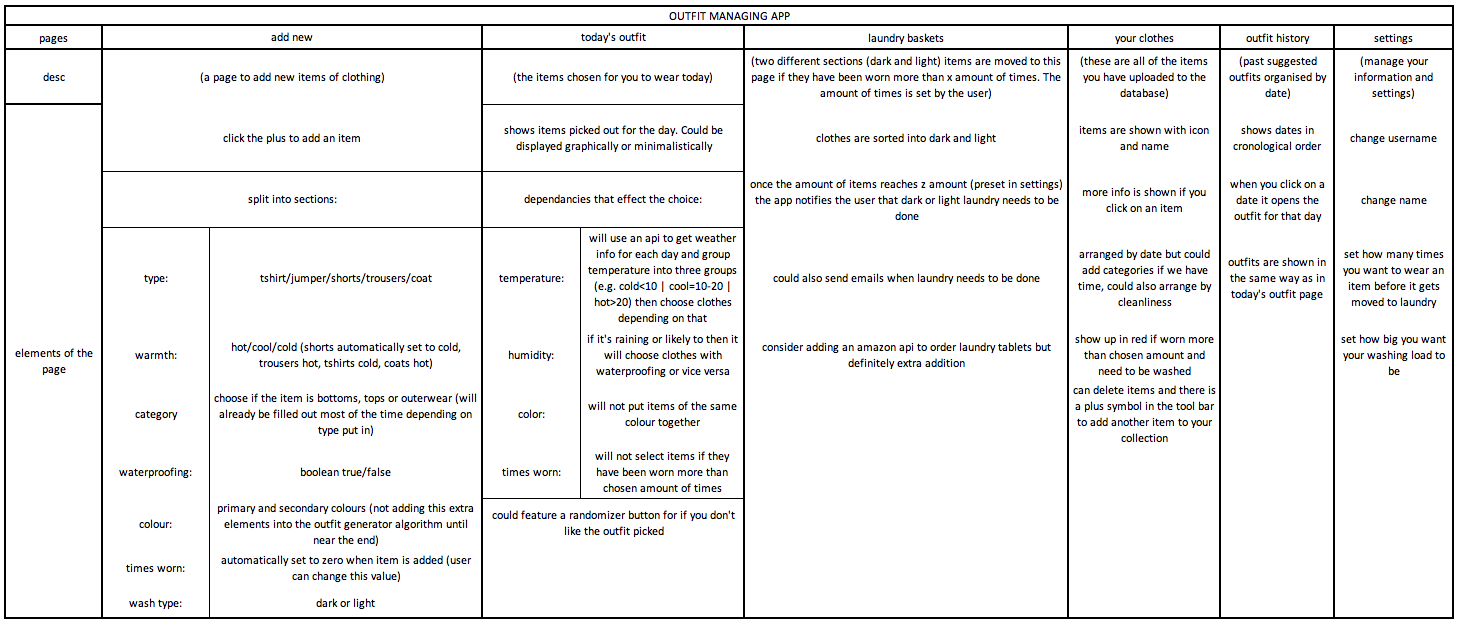 OUTFIT MANAGING APP
pages
add new
today's outfit
laundry baskets
your clothes
outfit history
settings
desc
(a page to add new items of clothing)
(the items chosen for you to wear today)
(two different sections (dark and light) items are moved to this
page if they have been worn more than x amount of times. The
amount of times is set by the user)
(these are all of the items
you have uploaded to the
database)
(past suggested
outfits organised by
date)
(manage your
information and
settings)
elements of the
page
click the plus to add an item
split into sections:
type:
tshirt/jumper/shorts/trousers/coat
warmth:
hot/cool/cold (shorts automatically set to cold,
trousers hot, tshirts cold, coats hot)
category
choose if the item is bottoms, tops or outerwear (will
already be filled out most of the time depending on
type put in)
waterproofing:
boolean true/false
colour:
primary and secondary colours (not adding this extra
elements into the outfit generator algorithm until
near the end)
times worn:
automatically set to zero when item is added (user
can change this value)
wash type:
dark or light
shows items picked out for the day. Could be
displayed graphically or minimalistically
dependancies that effect the choice:
temperature:
will use an api to get weather
info for each day and group
temperature into three groups
(e.g. cold<10 | cool=10-20 |
hot>20) then choose clothes
depending on that
humidity:
if it's raining or likely to then it
will choose clothes with
waterproofing or vice versa
color:
will not put items of the same
colour together
times worn:
will not select items if they
have been worn more than
chosen amount of times
could feature a randomizer button for if you don't
like the outfit picked
clothes are sorted into dark and light
once the amount of items reaches z amount (preset in settings)
the app notifies the user that dark or light laundry needs to be
done
could also send emails when laundry needs to be done
consider adding an amazon api to order laundry tablets but
definitely extra addition
items are shown with icon
and name
more info is shown if you
click on an item
arranged by date but could
add categories if we have
time, could also arrange by
cleanliness
show up in red if worn more
than chosen amount and
need to be washed
can delete items and there is
a plus symbol in the tool bar
to add another item to your
collection
shows dates in
cronological order
when you click on a
date it opens the
outfit for that day
outfits are shown in
the same way as in
today's outfit page
change username
change name
set how many times
you want to wear an
item before it gets
moved to laundry
set how big you want
your washing load to
be